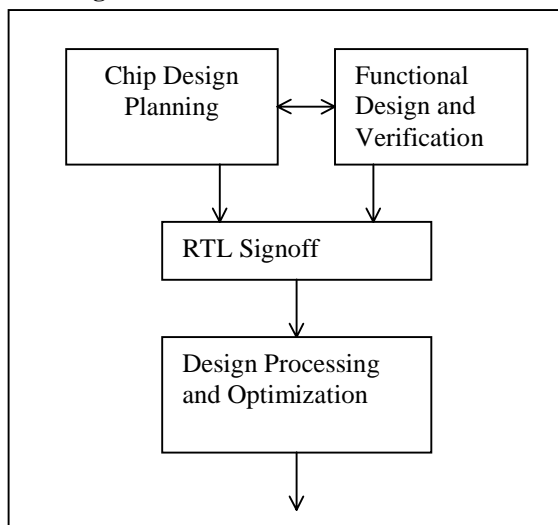 Chip Design
Planning
Functional
Design and
Verification
RTL Signoff
Design Processing
and Optimization